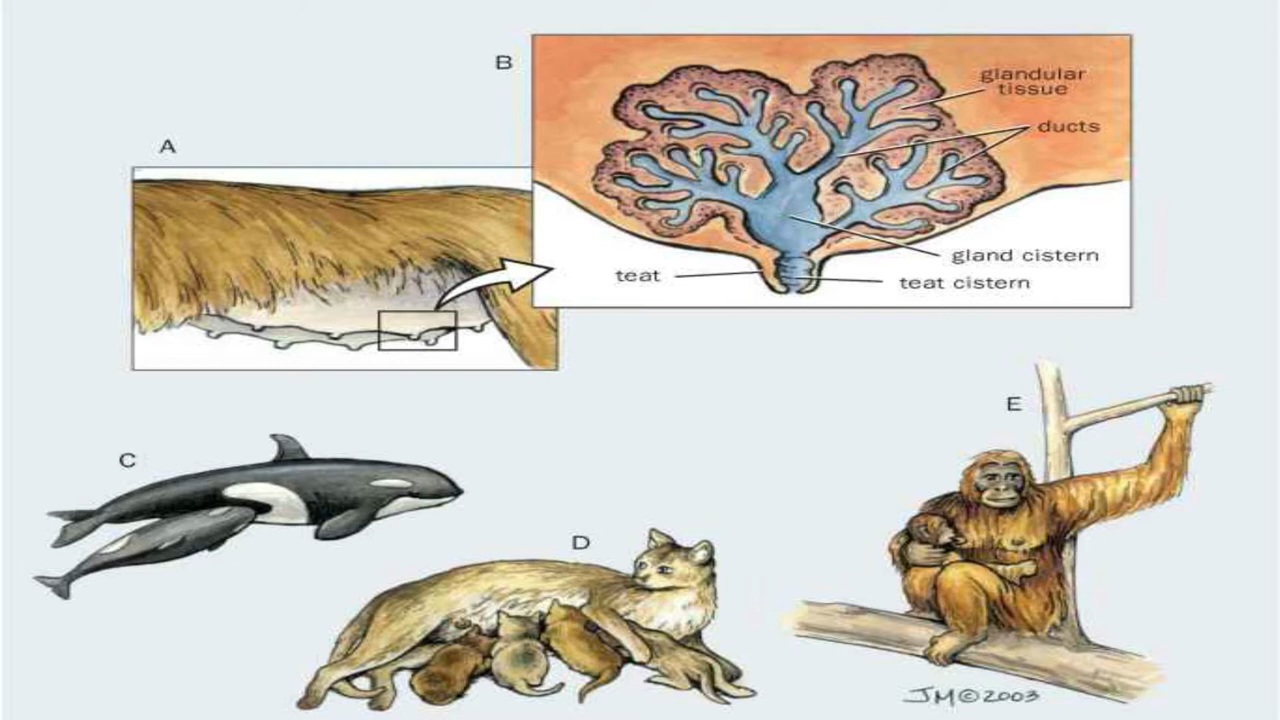 A
B
glandular
tissue
ducts
gland cistern
teat
teat cistern
C
D
E
JM©2003